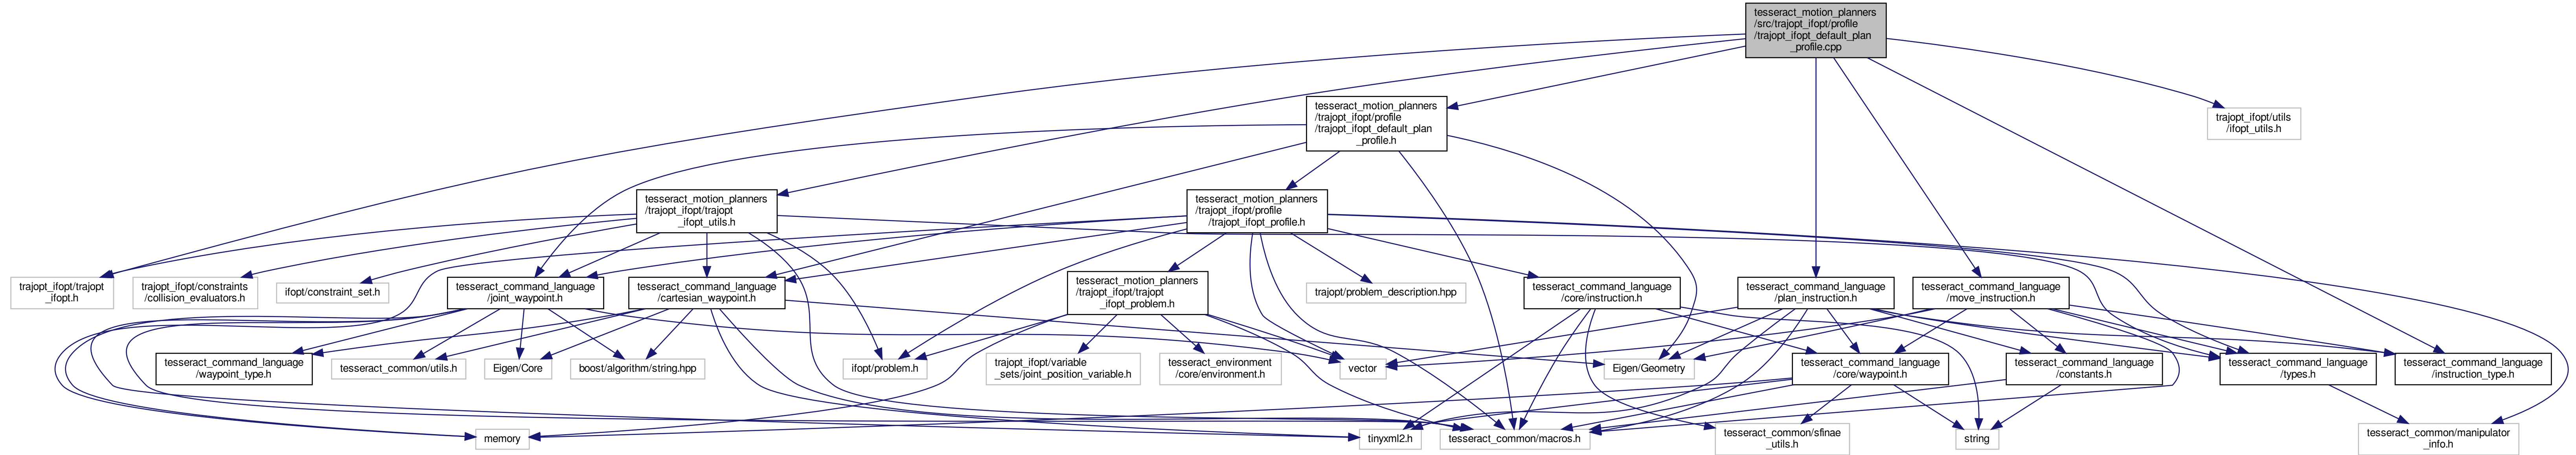 tesseract_motion_planners
/src/trajopt_ifopt/profile
/trajopt_ifopt_default_plan
_profile.cpp
tesseract_motion_planners
/trajopt_ifopt/profile
/trajopt_ifopt_default_plan
_profile.h
trajopt_ifopt/utils
/ifopt_utils.h
tesseract_motion_planners
/trajopt_ifopt/trajopt
_ifopt_utils.h
tesseract_motion_planners
/trajopt_ifopt/profile
/trajopt_ifopt_profile.h
trajopt_ifopt/trajopt
_ifopt.h
trajopt_ifopt/constraints
/collision_evaluators.h
ifopt/constraint_set.h
tesseract_command_language
/joint_waypoint.h
tesseract_command_language
/cartesian_waypoint.h
tesseract_motion_planners
/trajopt_ifopt/trajopt
_ifopt_problem.h
trajopt/problem_description.hpp
tesseract_command_language
/core/instruction.h
tesseract_command_language
/plan_instruction.h
tesseract_command_language
/move_instruction.h
tesseract_command_language
/waypoint_type.h
tesseract_common/utils.h
Eigen/Core
boost/algorithm/string.hpp
ifopt/problem.h
trajopt_ifopt/variable
_sets/joint_position_variable.h
tesseract_environment
/core/environment.h
vector
Eigen/Geometry
tesseract_command_language
/core/waypoint.h
tesseract_command_language
/constants.h
tesseract_command_language
/types.h
tesseract_command_language
/instruction_type.h
memory
tinyxml2.h
tesseract_common/macros.h
tesseract_common/sfinae
_utils.h
string
tesseract_common/manipulator
_info.h